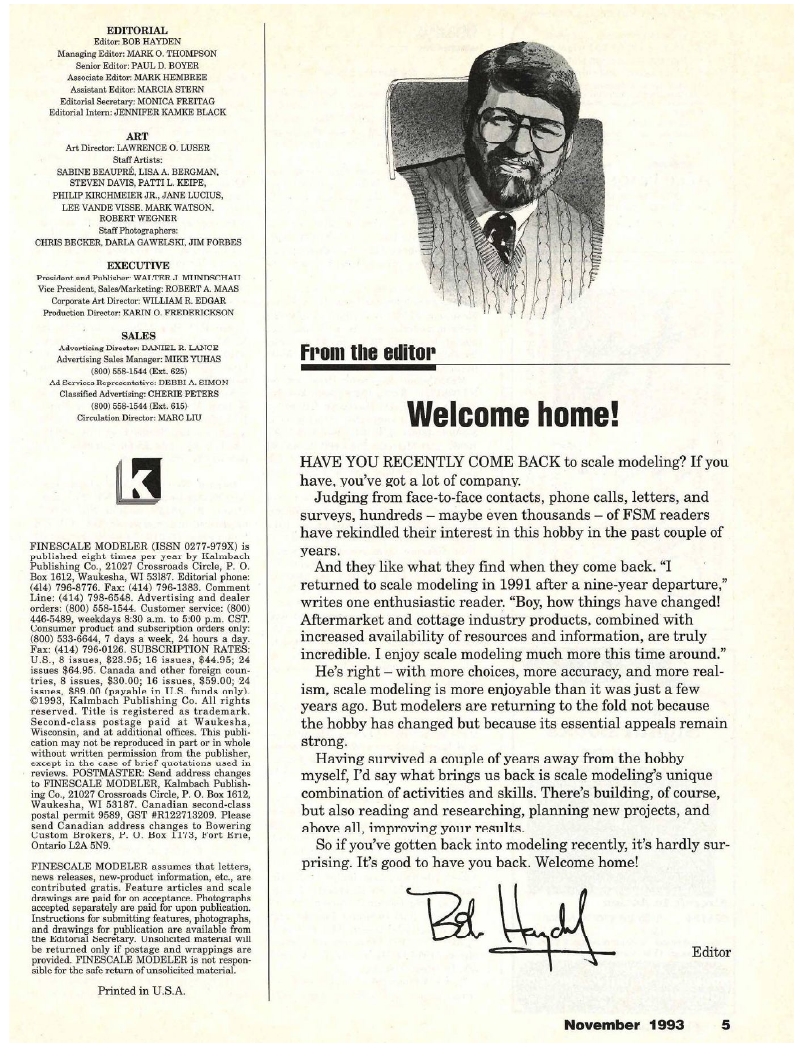 EDITORIAL
Editor: BOB HAYDEN
Managing Editor: MARK O. THOMPSON
Senior Editor: PAUL D. BOYER
Associate Editor: MARK HEMBREE
Assistant Editor: MARCIA STERN
Editorial Secretary: MONICA FREITAG
Editorial Intern: JENNIFER KAMKE BLACK
ART
Art Director: LAWRENCE O. LUSER
Staff Artists:
SABINE BEAUPRÉ, LISA A. BERGMAN,
STEVEN DAVIS, PATTI L. KEIPE,
PHILIP KIRCHMEIER JR., JANE LUCIUS,
LEE VANDE VISSE, MARK WATSON,
ROBERT WEGNER
Staff Photographers:
CHRIS BECKER, DARLA GAWELSKI, JIM FORBES
EXECUTIVE
President and Publisher: WALTER J. MUNDSCHAU
Vice President, Sales/Marketing: ROBERT A. MAAS
Corporate Art Director: WILLIAM R. EDGAR
Production Director: KARIN O. FREDERICKSON
SALES
Advertising Director: DANIEL R. LANCE
Advertising Sales Manager: MIKE YUHAS
(800) 558-1544 (Ext. 625)
Ad Services Representative: DEBBI A. SIMON
Classified Advertising: CHERIE PETERS
(800) 558-1544 (Ext. 615)
Circulation Director: MARC LIU
K
FINESCALE MODELER (ISSN 0277-979X) is
published eight times per year by Kalmbach
Publishing Co., 21027 Crossroads Circle, P. O.
Box 1612, Waukesha, WI 53187. Editorial phone:
(414) 796-8776. Fax: (414) 796-1383. Comment
Line: (414) 798-6548. Advertising and dealer
orders: (800) 558-1544. Customer service: (800)
446-5489, weekdays 8:30 a.m. to 5:00 p.m. CST.
Consumer product and subscription orders only:
(800) 533-6644, 7 days a week, 24 hours a day.
Fax: (414) 796-0126. SUBSCRIPTION RATES:
U.S., 8 issues, $23.95; 16 issues, $44.95; 24
issues $64.95. Canada and other foreign coun-
tries, 8 issues, $30.00; 16 issues, $59.00; 24
issues, $89.00 (payable in U.S. funds only).
©1993, Kalmbach Publishing Co. All rights
reserved. Title is registered as trademark.
Second-class postage paid at Waukesha,
Wisconsin, and at additional offices. This publi-
cation may not be reproduced in part or in whole
without written permission from the publisher,
except in the case of brief quotations used in
reviews. POSTMASTER: Send address changes
to FINESCALE MODELER, Kalmbach Publish-
ing Co., 21027 Crossroads Circle, P. O. Box 1612,
Waukesha, WI 53187. Canadian second-class
postal permit 9589, GST #R122713209. Please
send Canadian address changes to Bowering
Custom Brokers, P. O. Box 1173, Fort Erie,
Ontario L2A 5N9.
FINESCALE MODELER assumes that letters,
news releases, new-product information, etc., are
contributed gratis. Feature articles and scale
drawings are paid for on acceptance. Photographs
accepted separately are paid for upon publication.
Instructions for submitting features, photographs,
and drawings for publication are available from
the Editorial Secretary. Unsolicited material will
be returned only if postage and wrappings are
provided. FINESCALE MODELER is not respon-
sible for the safe return of unsolicited material.
Printed in U.S.A.
From the editor
Welcome home!
HAVE YOU RECENTLY COME BACK to scale modeling? If you
have, you've got a lot of company.
Judging from face-to-face contacts, phone calls, letters, and
surveys, hundreds – maybe even thousands – of FSM readers
have rekindled their interest in this hobby in the past couple of
years.
And they like what they find when they come back. “I
returned to scale modeling in 1991 after a nine-year departure,”
writes one enthusiastic reader. “Boy, how things have changed!
Aftermarket and cottage industry products, combined with
increased availability of resources and information, are truly
incredible. I enjoy scale modeling much more this time around.”
He's right – with more choices, more accuracy, and more real-
ism, scale modeling is more enjoyable than it was just a few
years ago. But modelers are returning to the fold not because
the hobby has changed but because its essential appeals remain
strong.
Having survived a couple of years away from the hobby
myself, I'd say what brings us back is scale modeling's unique
combination of activities and skills. There's building, of course,
but also reading and researching, planning new projects, and
above all, improving your results.
So if you've gotten back into modeling recently, it's hardly sur-
prising. It's good to have you back. Welcome home!
Bob Hayden
Editor
November 1993 5